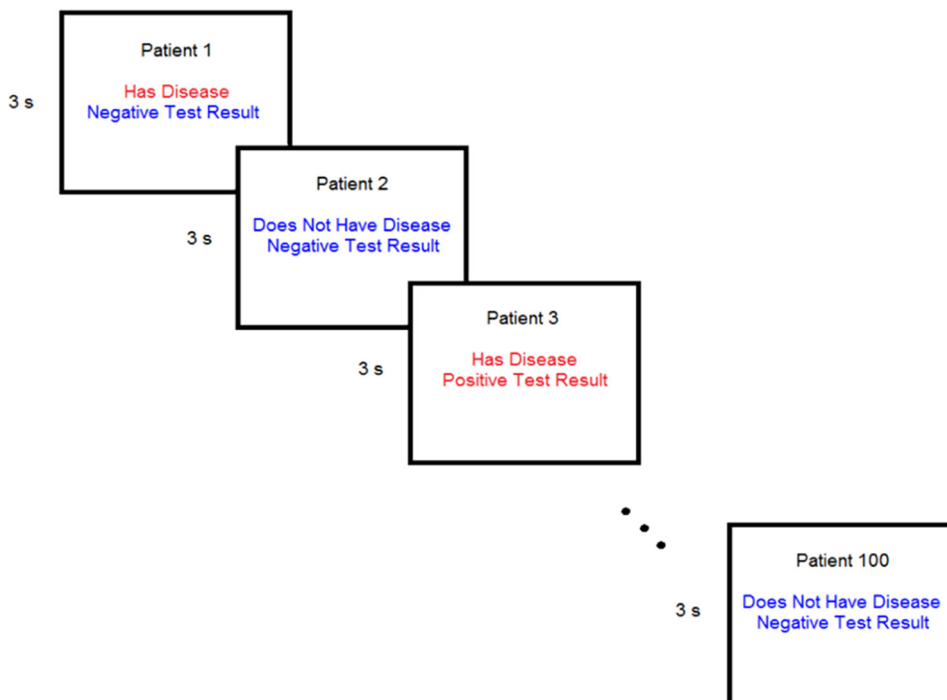 Patient 1
3 s
Has Disease
Negative Test Result
Patient 2
3 s
Does Not Have Disease
Negative Test Result
Patient 3
3 s
Has Disease
Positive Test Result
Patient 100
3 s
Does Not Have Disease
Negative Test Result